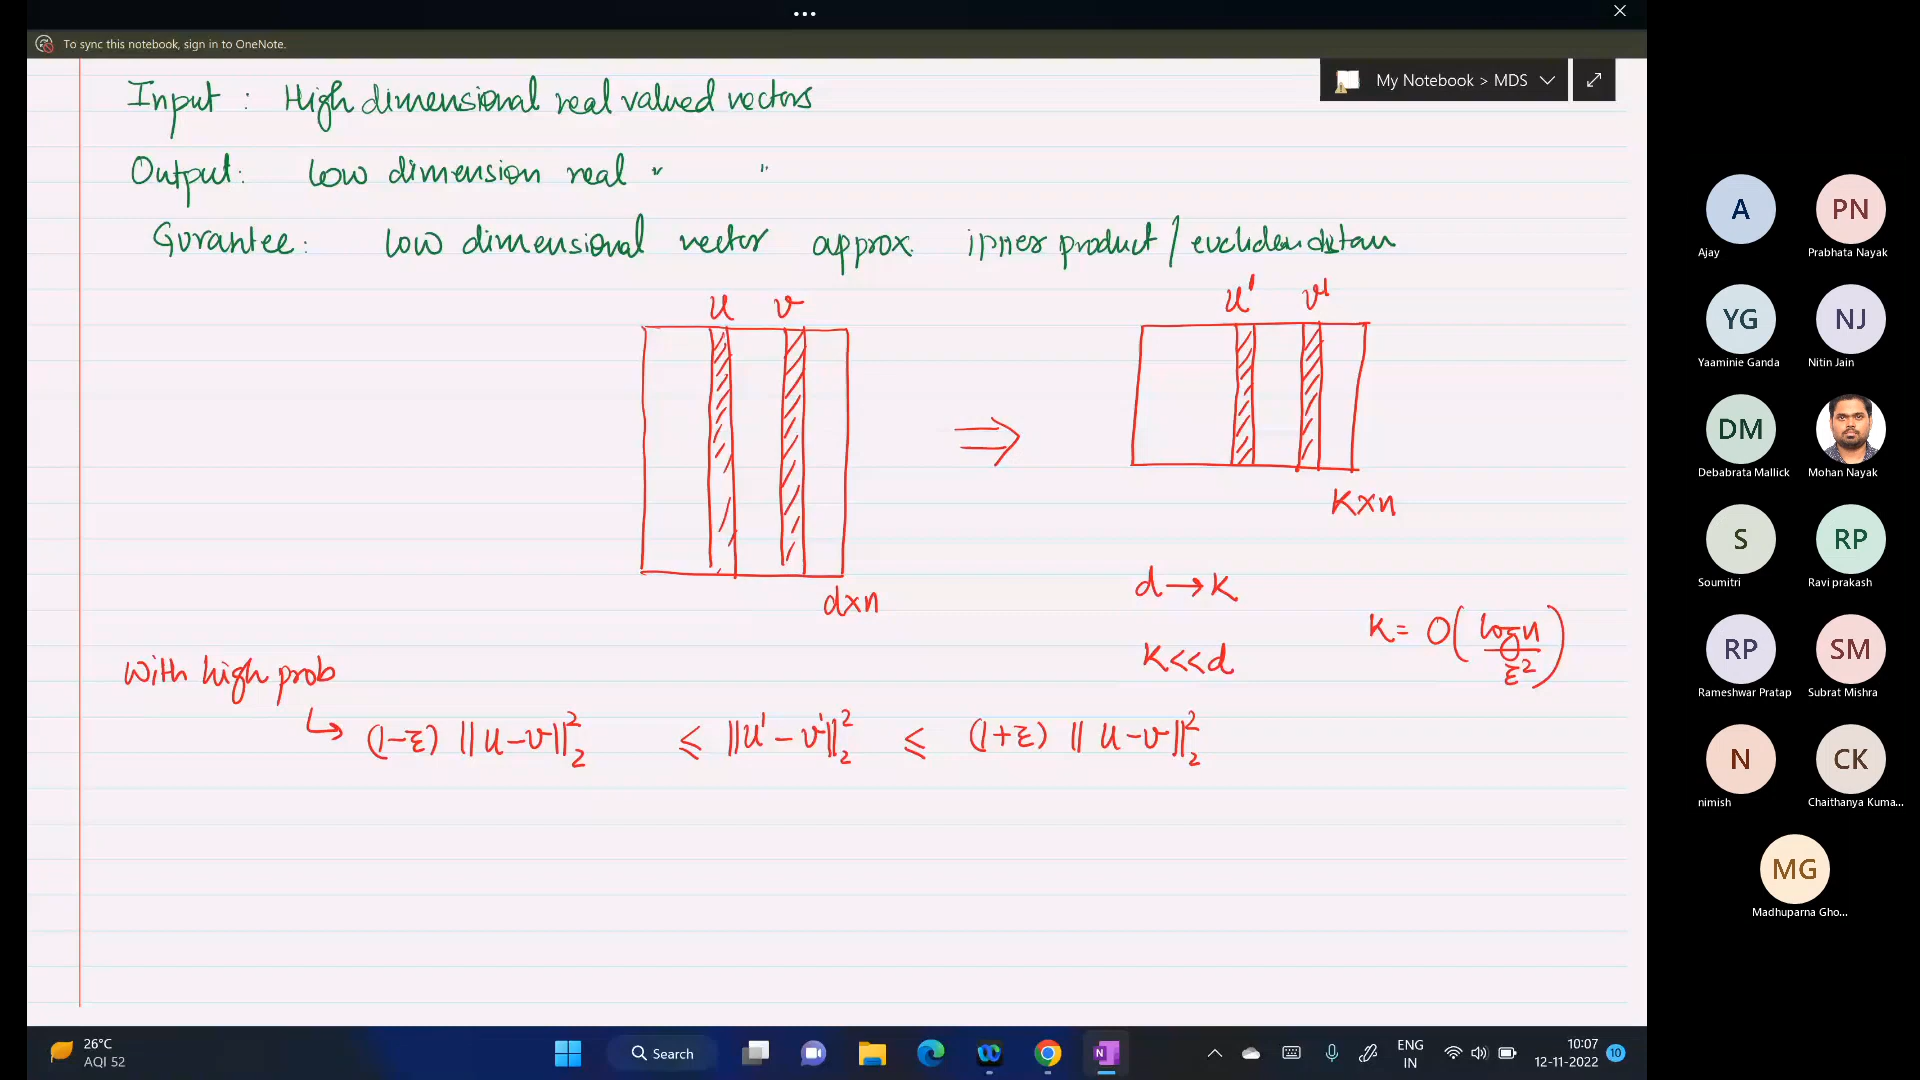 To sync this notebook, sign in to OneNote.
My Notebook > MDS
Input : High dimensional real valued vectors
Output: Low dimension real " "
Gurantee: Low dimensional vector approx. inner product / euclidean distan
u v
u' v'
K×n
d×n
d → K
K = O(log n / ε²)
K << d
With high prob
↳ (1-ε) ||u-v||₂² ≤ ||u'-v'||₂² ≤ (1+ε) ||u-v||₂²
A
Ajay
PN
Prabhata Nayak
YG
Yaaminie Ganda
NJ
Nitin Jain
DM
Debabrata Mallick
Mohan Nayak
S
Soumitri
RP
Ravi prakash
RP
Rameshwar Pratap
SM
Subrat Mishra
N
nimish
CK
Chaithanya Kuma...
MG
Madhuparna Gho...
26°C
AQI 52
Search
ENG
IN
10:07
12-11-2022
10